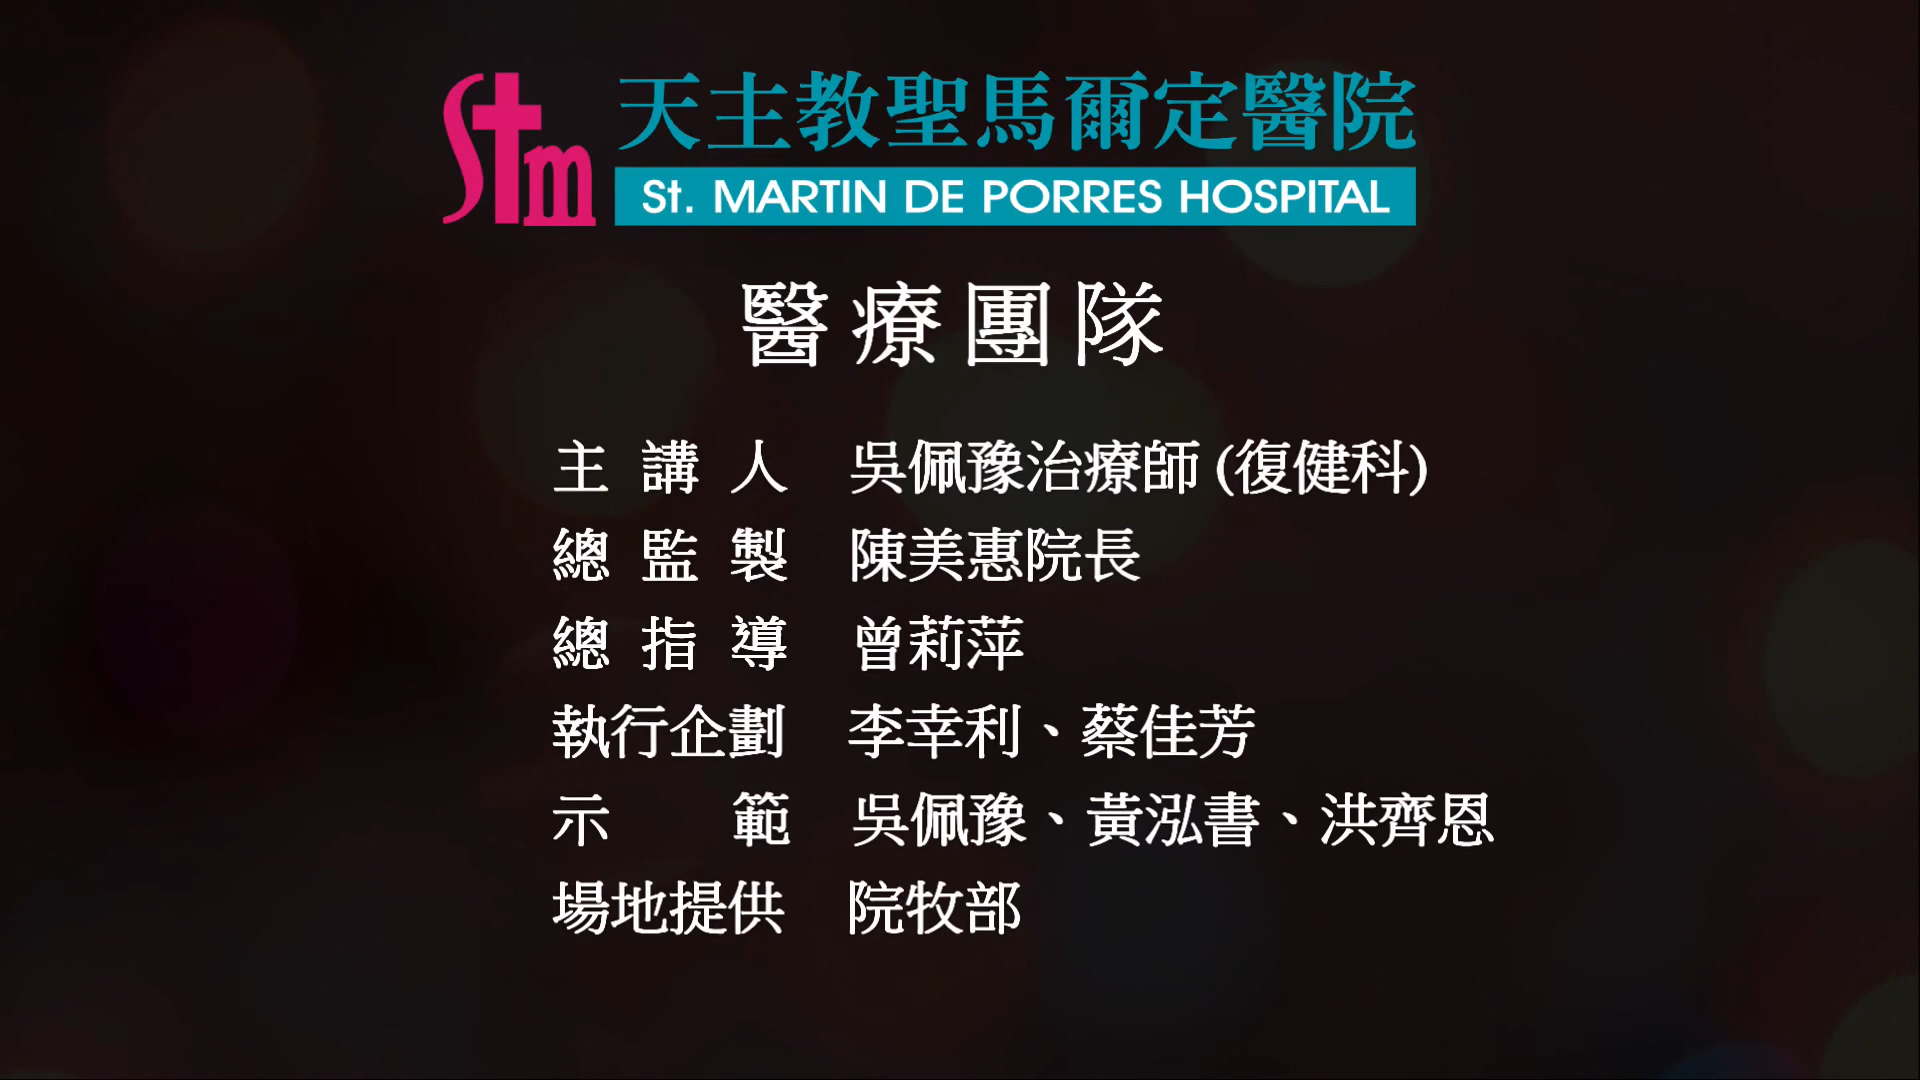 Stm
天主教聖馬爾定醫院
St. MARTIN DE PORRES HOSPITAL
醫療團隊
主講人 吳佩豫治療師(復健科)
總監製 陳美惠院長
總指導 曾莉萍
執行企劃 李幸利、蔡佳芳
示範 吳佩豫、黃泓書、洪齊恩
場地提供 院牧部